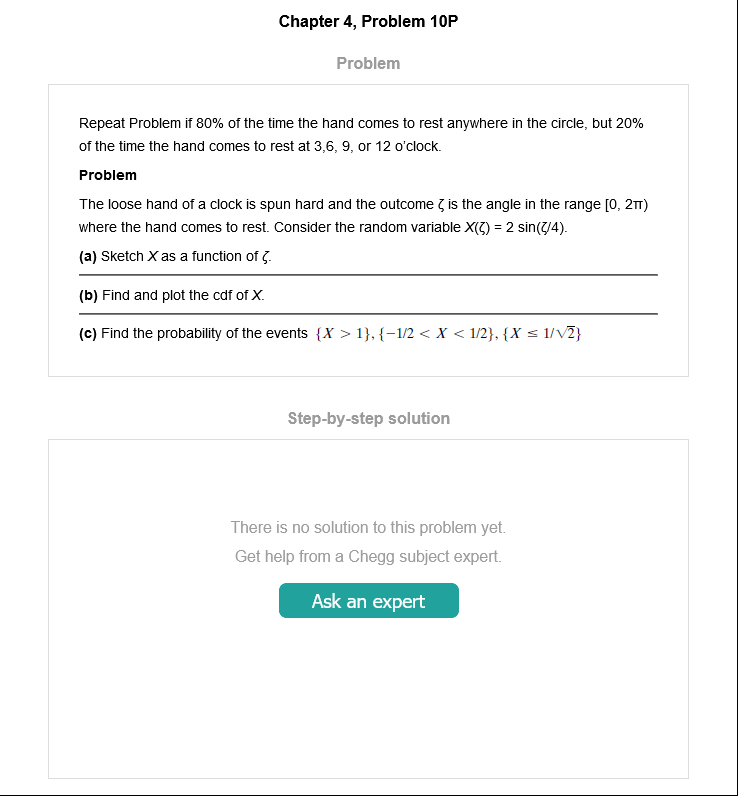 Chapter 4, Problem 10P
Problem
Repeat Problem if 80% of the time the hand comes to rest anywhere in the circle, but 20%
of the time the hand comes to rest at 3,6, 9, or 12 o'clock.
Problem
The loose hand of a clock is spun hard and the outcome ζ is the angle in the range [0, 2π)
where the hand comes to rest. Consider the random variable X(ζ) = 2 sin(ζ/4).
(a) Sketch X as a function of ζ.
(b) Find and plot the cdf of X.
(c) Find the probability of the events {X > 1}, {−1/2 < X < 1/2}, {X ≤ 1/√2}
Step-by-step solution
There is no solution to this problem yet.
Get help from a Chegg subject expert.
Ask an expert